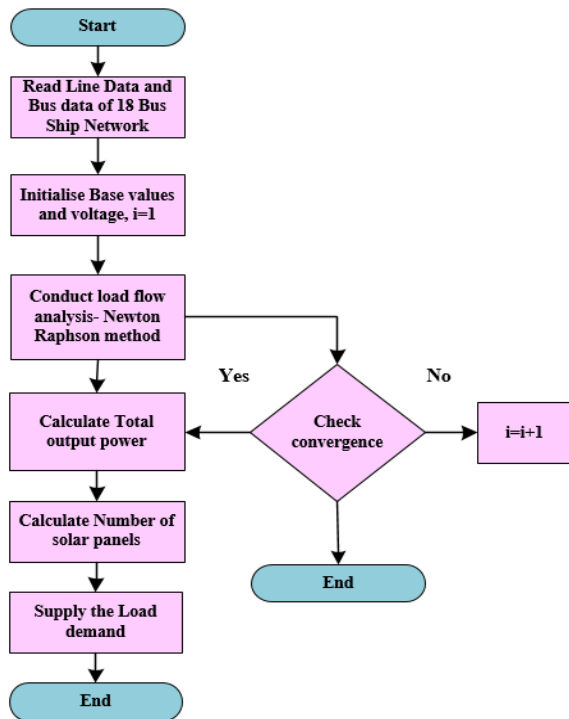 Start
Read Line Data and
Bus data of 18 Bus
Ship Network
Initialise Base values
and voltage, i=1
Conduct load flow
analysis- Newton
Raphson method
Yes
No
Calculate Total
output power
Check
convergence
i=i+1
Calculate Number of
solar panels
End
Supply the Load
demand
End